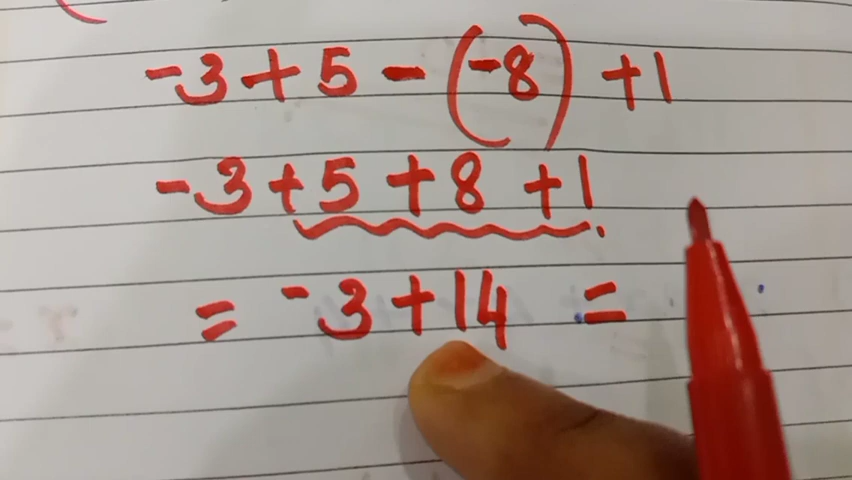 -3+5-(-8)+1
-3+5+8+1
= -3+14 =